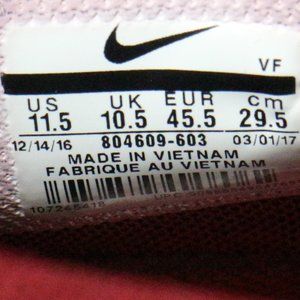 VF
US UK EUR cm
11.5 10.5 45.5 29.5
12/14/16 804609-603 03/01/17
MADE IN VIETNAM
FABRIQUE AU VIETNAM